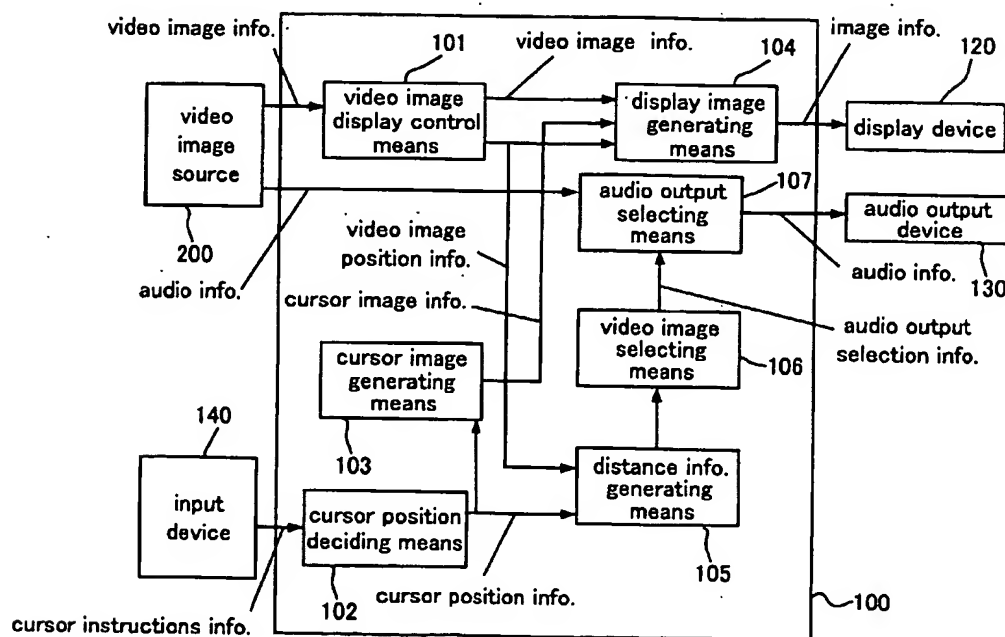 video image info.
101
video image info.
104
image info.
120
video
image
source
video image
display control
means
display image
generating
means
display device
107
200
audio output
selecting
means
audio output
device
video image
position info.
audio info.
130
audio info.
cursor image info.
video image
selecting
means
audio output
selection info.
106
cursor image
generating
means
140
103
distance info.
generating
means
input
device
cursor position
deciding means
105
102
cursor position info.
100
cursor instructions info.